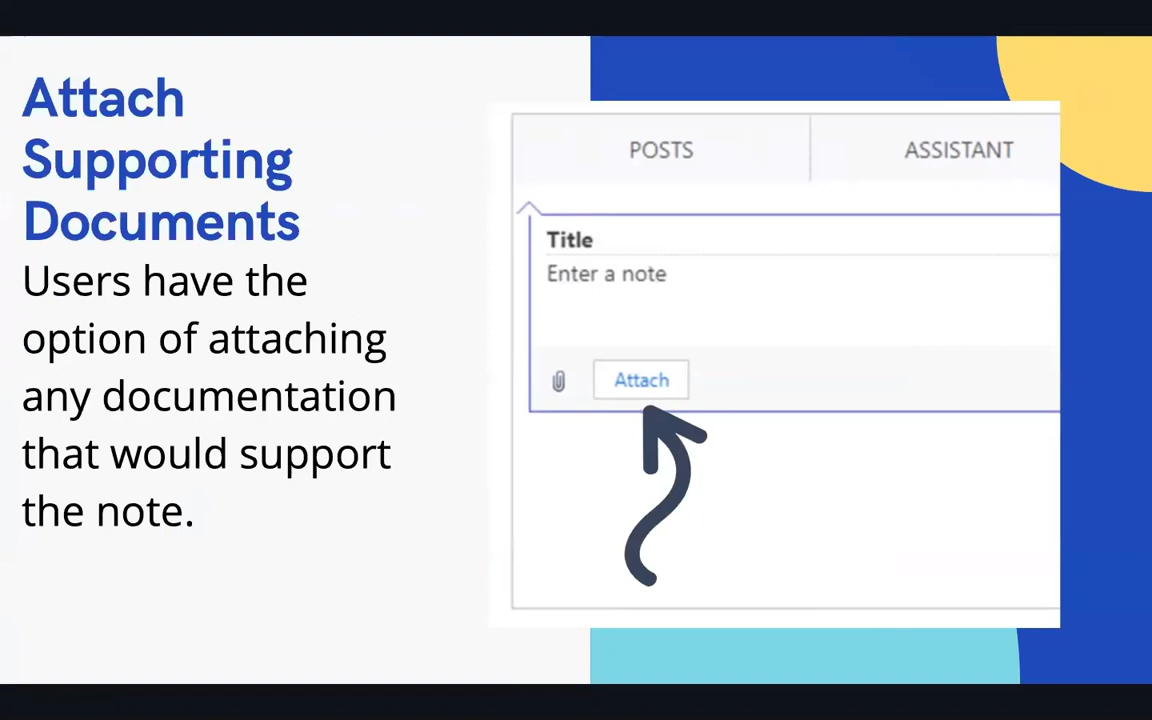 Attach
Supporting
Documents
Users have the
option of attaching
any documentation
that would support
the note.
POSTS
ASSISTANT
Title
Enter a note
Attach